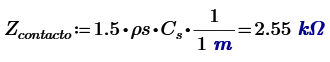 Z_contacto := 1.5 • ρs • C_s • 1/(1 m) = 2.55 kΩ